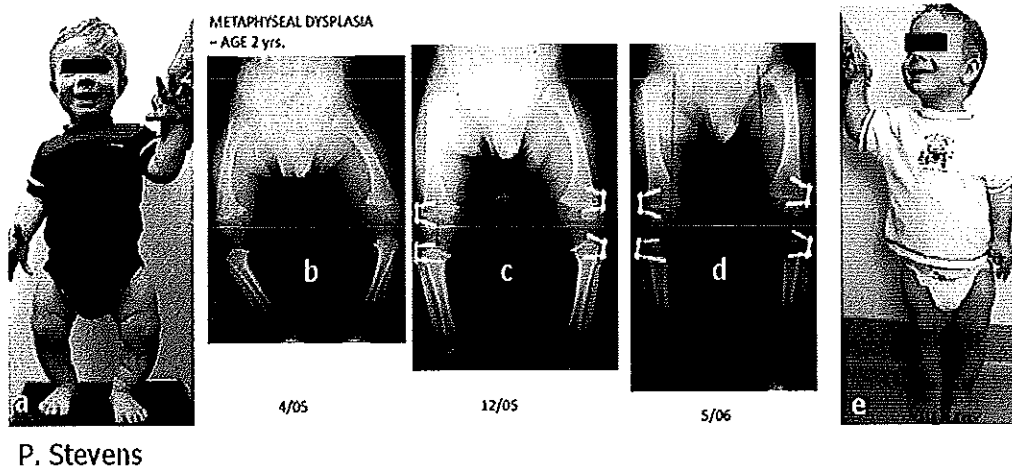 METAPHYSEAL DYSPLASIA
~ AGE 2 yrs.
a
b
c
d
e
4/05
12/05
5/06
P. Stevens